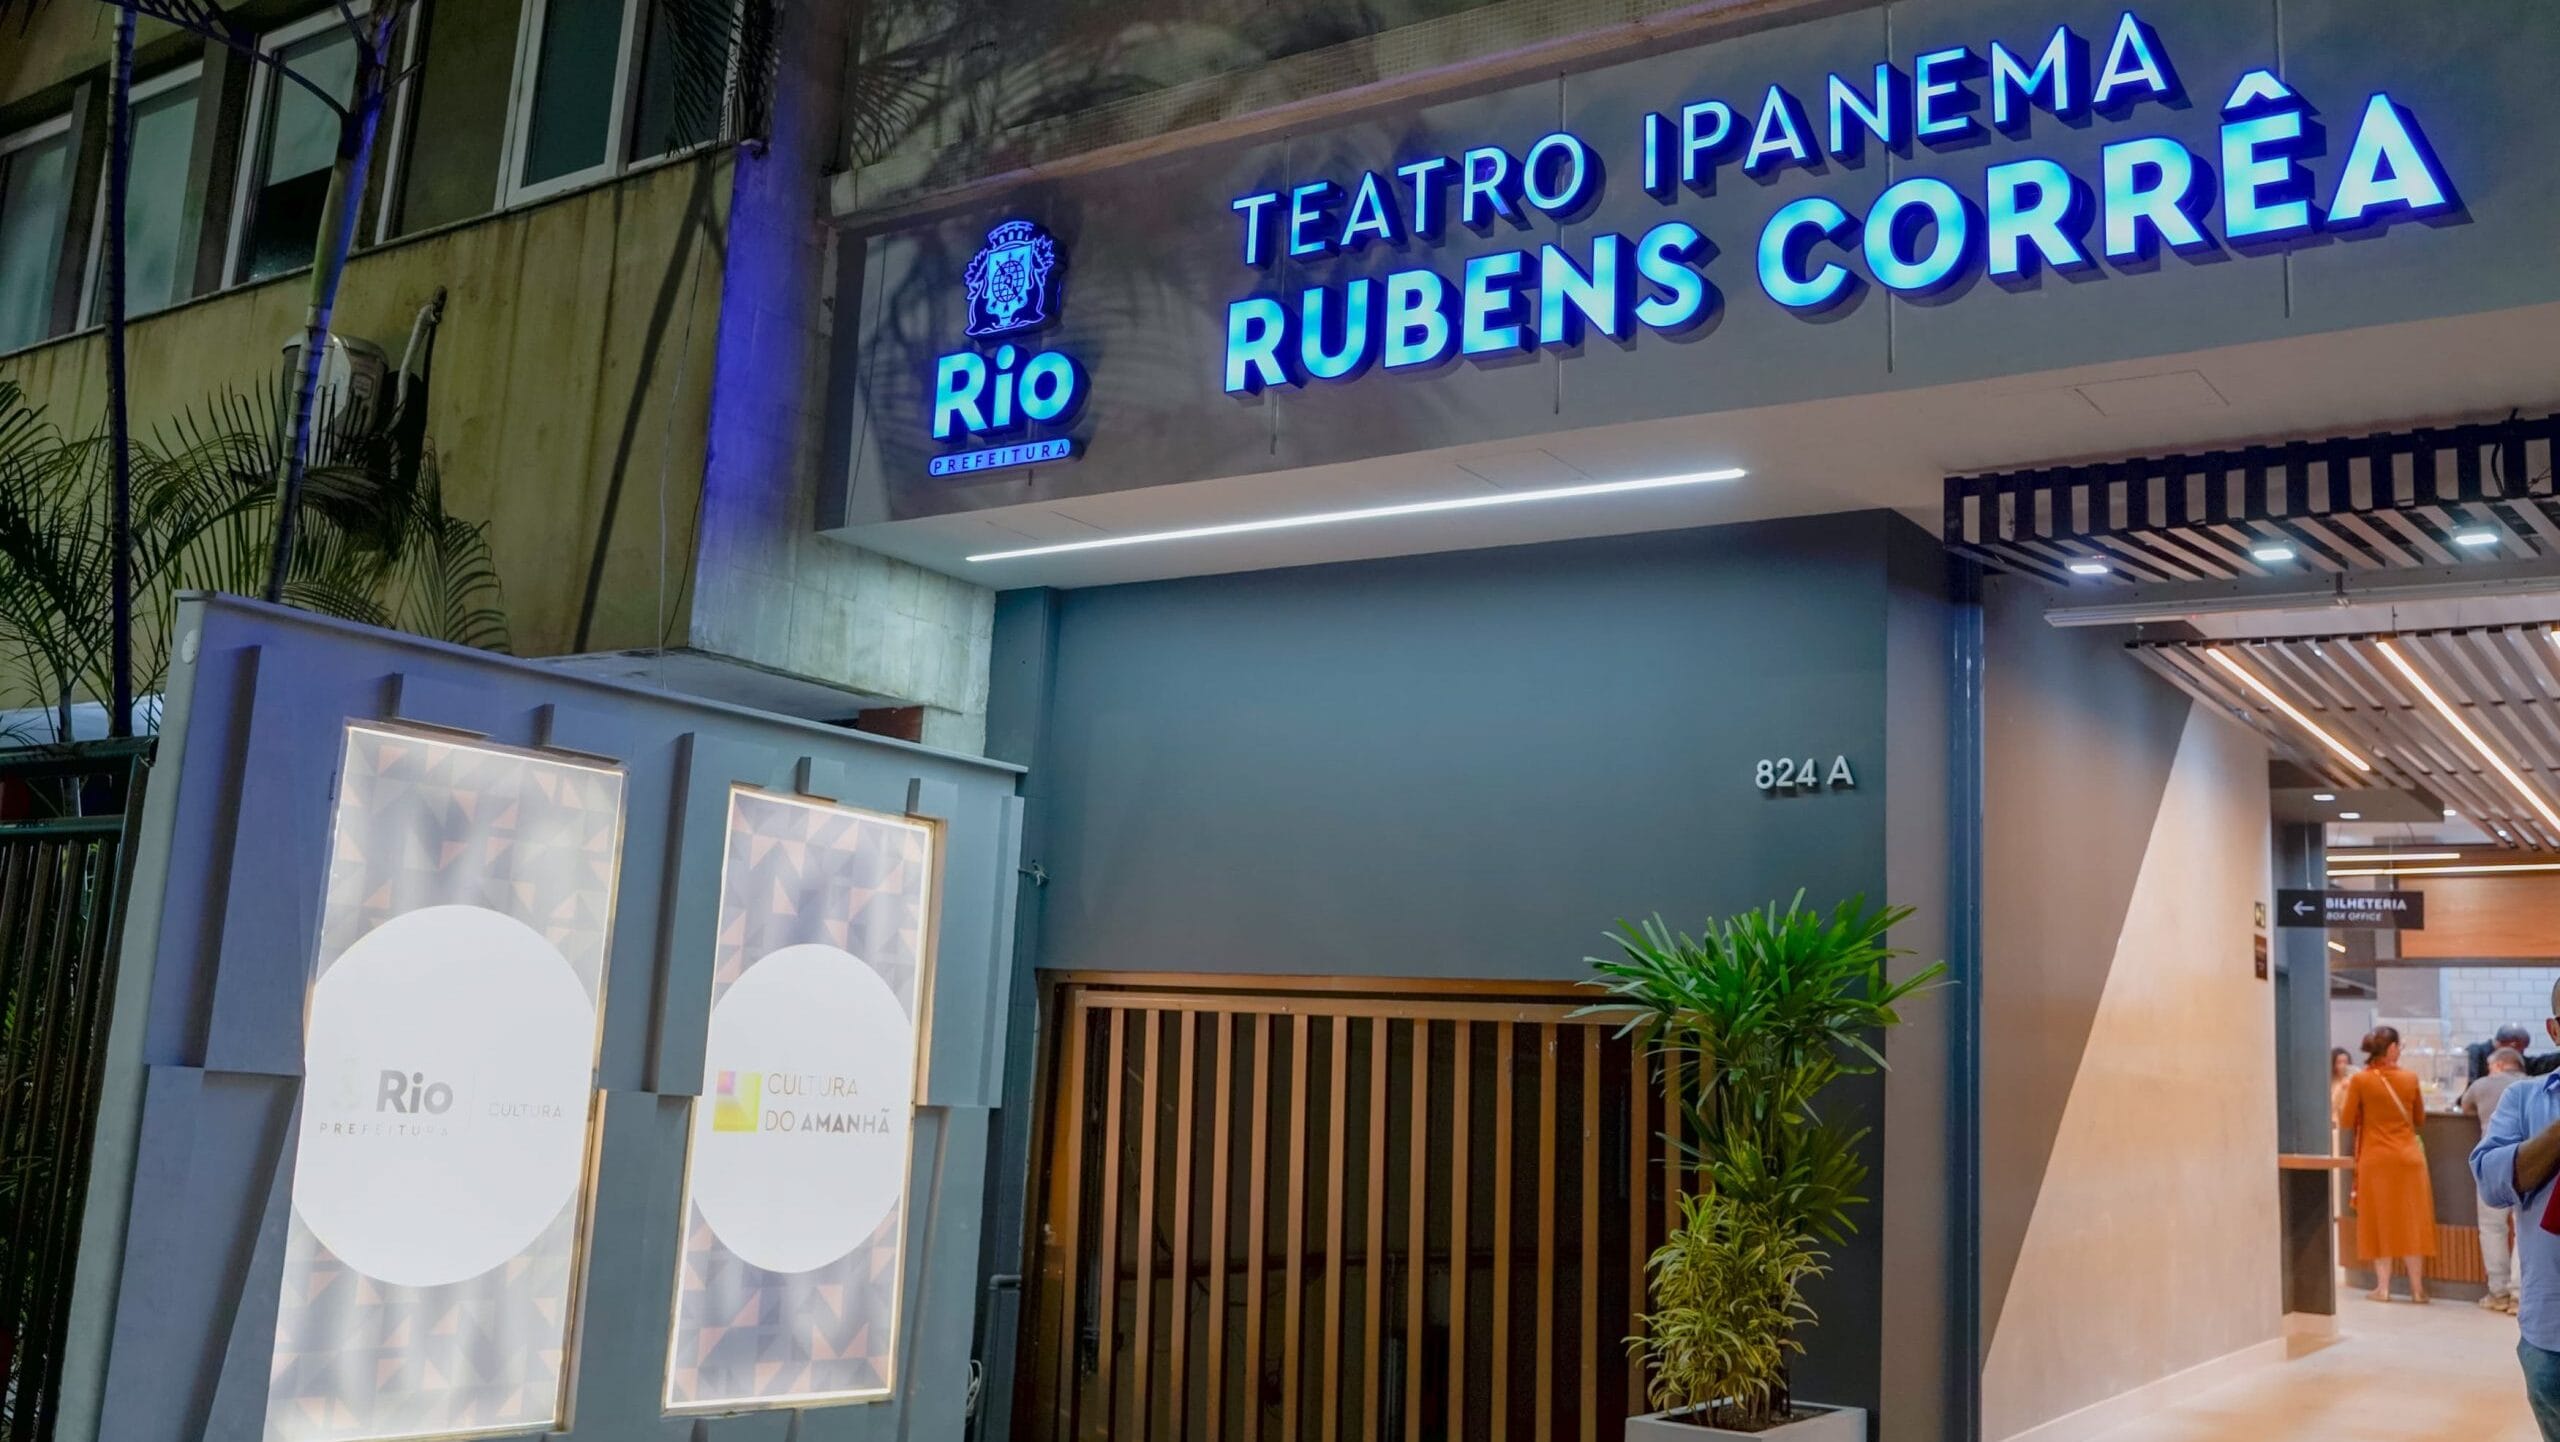 TEATRO IPANEMA
RUBENS CORRÊA
Rio
PREFEITURA
824 A
← BILHETERIA
BOX OFFICE
Rio
PREFEITURA
CULTURA
CULTURA
DO AMANHÃ